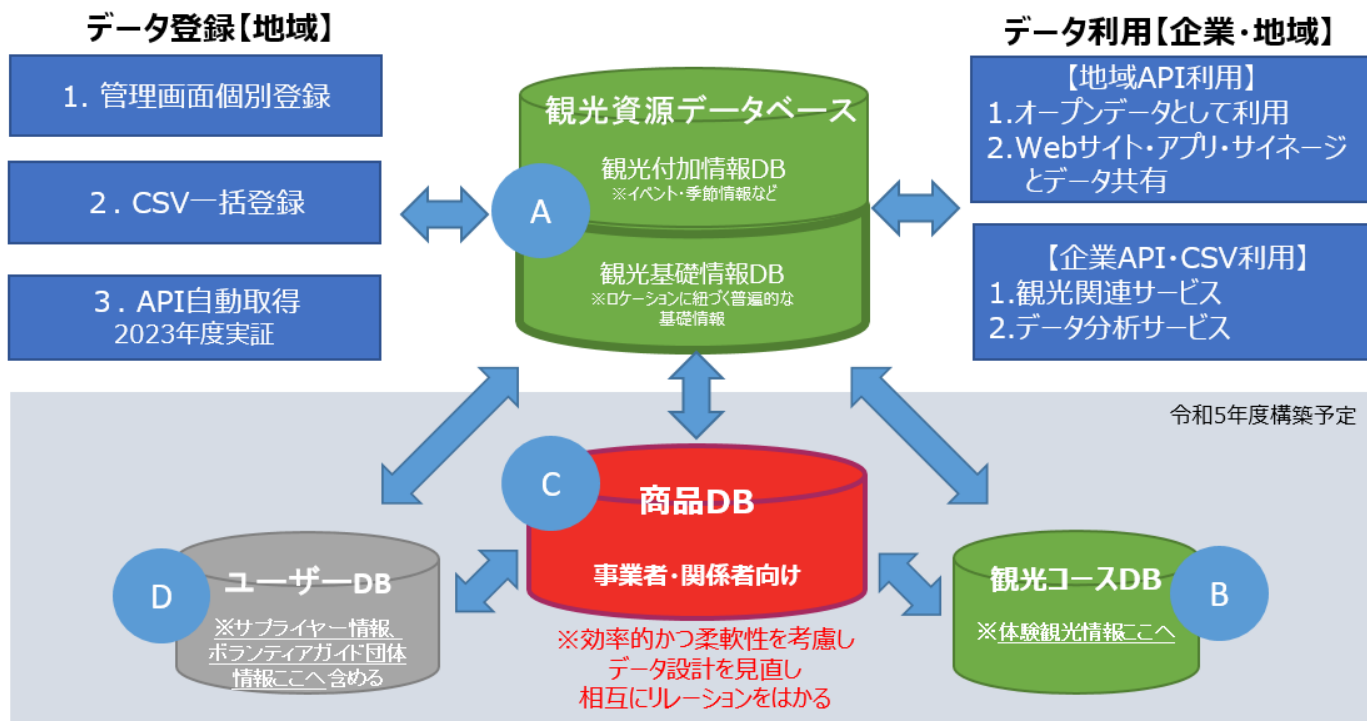 データ登録【地域】
1. 管理画面個別登録
2. CSV一括登録
3. API自動取得
2023年度実証
観光資源データベース
観光付加情報DB
※イベント・季節情報など
A
観光基礎情報DB
※ロケーションに紐づく普遍的な
基礎情報
データ利用【企業・地域】
【地域API利用】
1.オープンデータとして利用
2.Webサイト・アプリ・サイネージ
とデータ共有
【企業API・CSV利用】
1.観光関連サービス
2.データ分析サービス
令和5年度構築予定
C
商品DB
事業者・関係者向け
※効率的かつ柔軟性を考慮し
データ設計を見直し
相互にリレーションをはかる
D
ユーザーDB
※サプライヤー情報、
ボランティアガイド団体
情報ここへ含める
観光コースDB
B
※体験観光情報ここへ